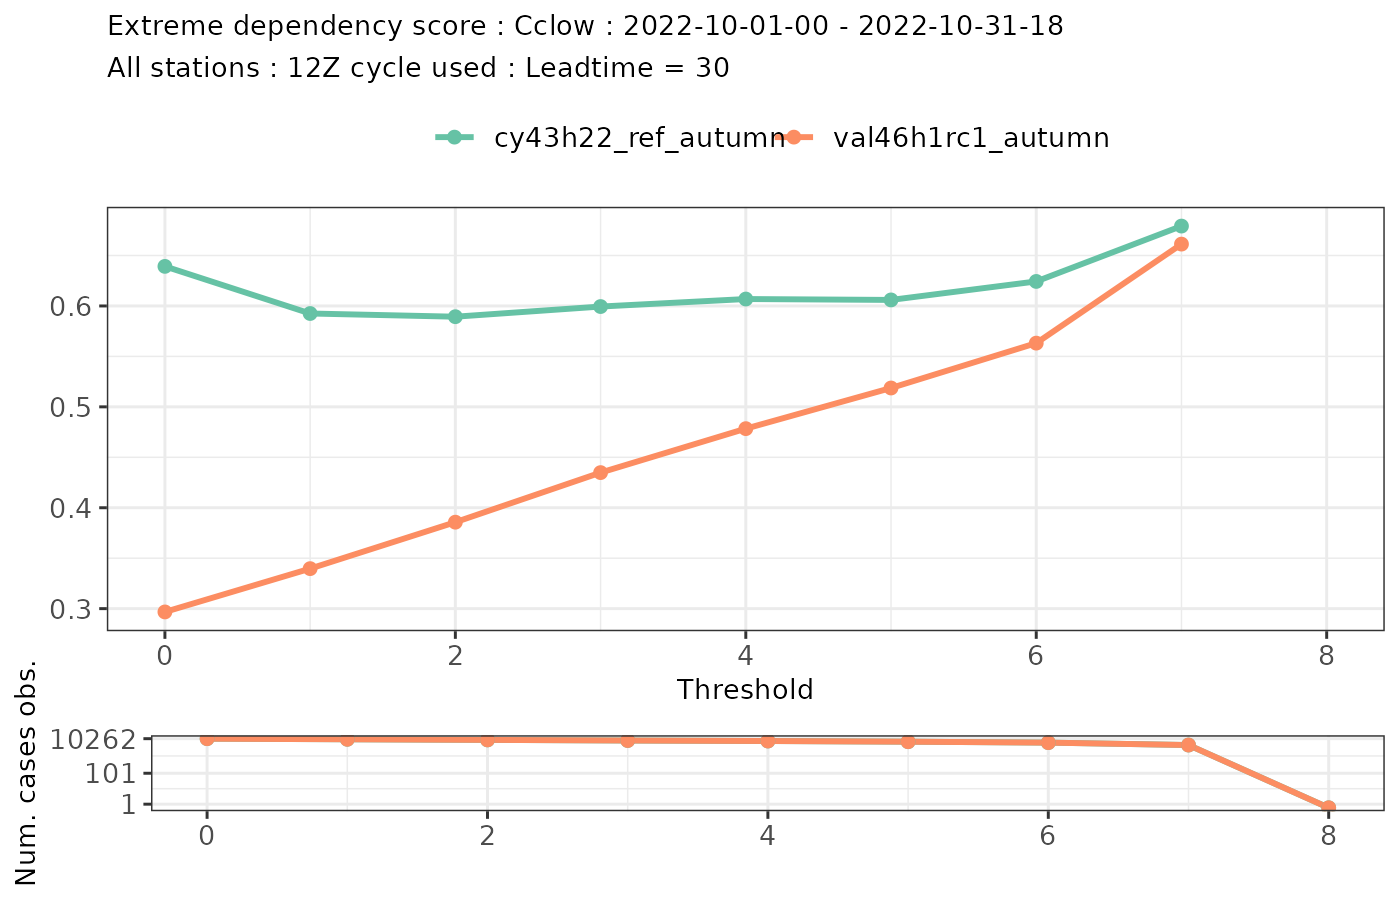 Extreme dependency score : Cclow : 2022-10-01-00 - 2022-10-31-18
All stations : 12Z cycle used : Leadtime = 30
cy43h22_ref_autumn val46h1rc1_autumn
0.6
0.5
0.4
0.3
0 2 4 6 8
Threshold
Num. cases obs.
10262
101
1
0 2 4 6 8